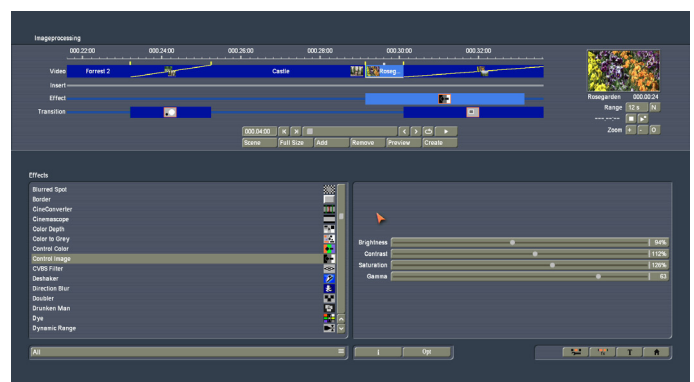 Imageprocessing
000.22:00 000.24:00 000.26:00 000.28:00 000.30:00 000.32:00
Video Forrest 2 Castle Roseg...
Insert
Effect
Transition
Rosegarden 000.00:24
Range 12 s N
---.--:--
Zoom + - O
000.04:00
Scene Full Size Add Remove Preview Create
Effects
Blurred Spot
Border
CineConverter
Cinemascope
Color Depth
Color to Grey
Control Color
Control Image
CVBS Filter
Deshaker
Direction Blur
Doubler
Drunken Man
Dye
Dynamic Range
Brightness 94%
Contrast 112%
Saturation 128%
Gamma 63
All
i Opt
T